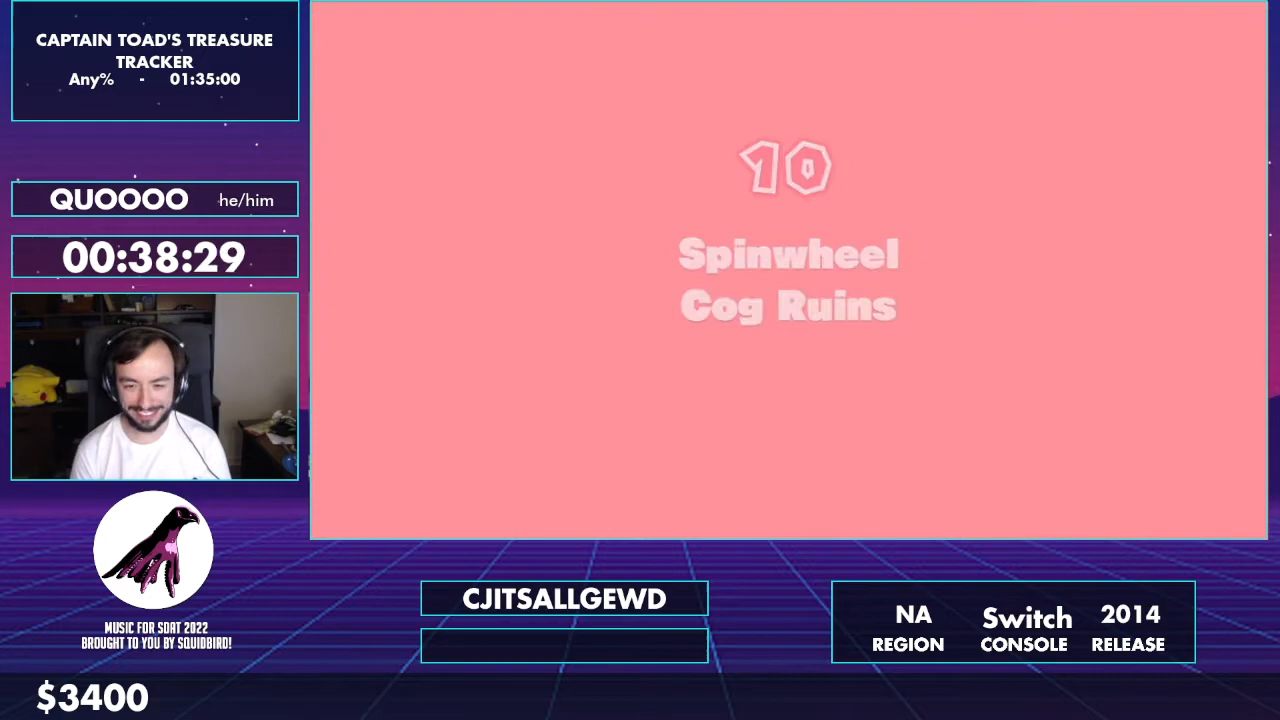 CAPTAIN TOAD'S TREASURE
TRACKER
Any% - 01:35:00
QUOOOO he/him
00:38:29
10
Spinwheel
Cog Ruins
MUSIC FOR SDAT 2022
BROUGHT TO YOU BY SQUIDBIRD!
CJITSALLGEWD
NA Switch 2014
REGION CONSOLE RELEASE
$3400